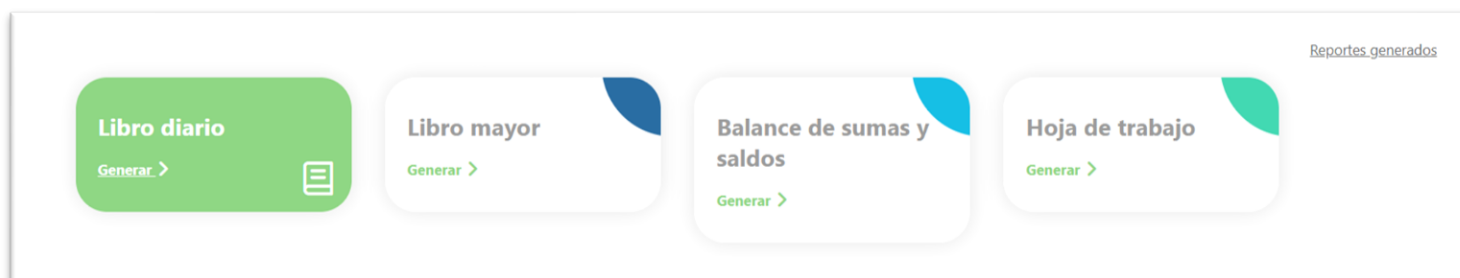 Reportes generados
Libro diario
Generar
Libro mayor
Generar
Balance de sumas y
saldos
Generar
Hoja de trabajo
Generar